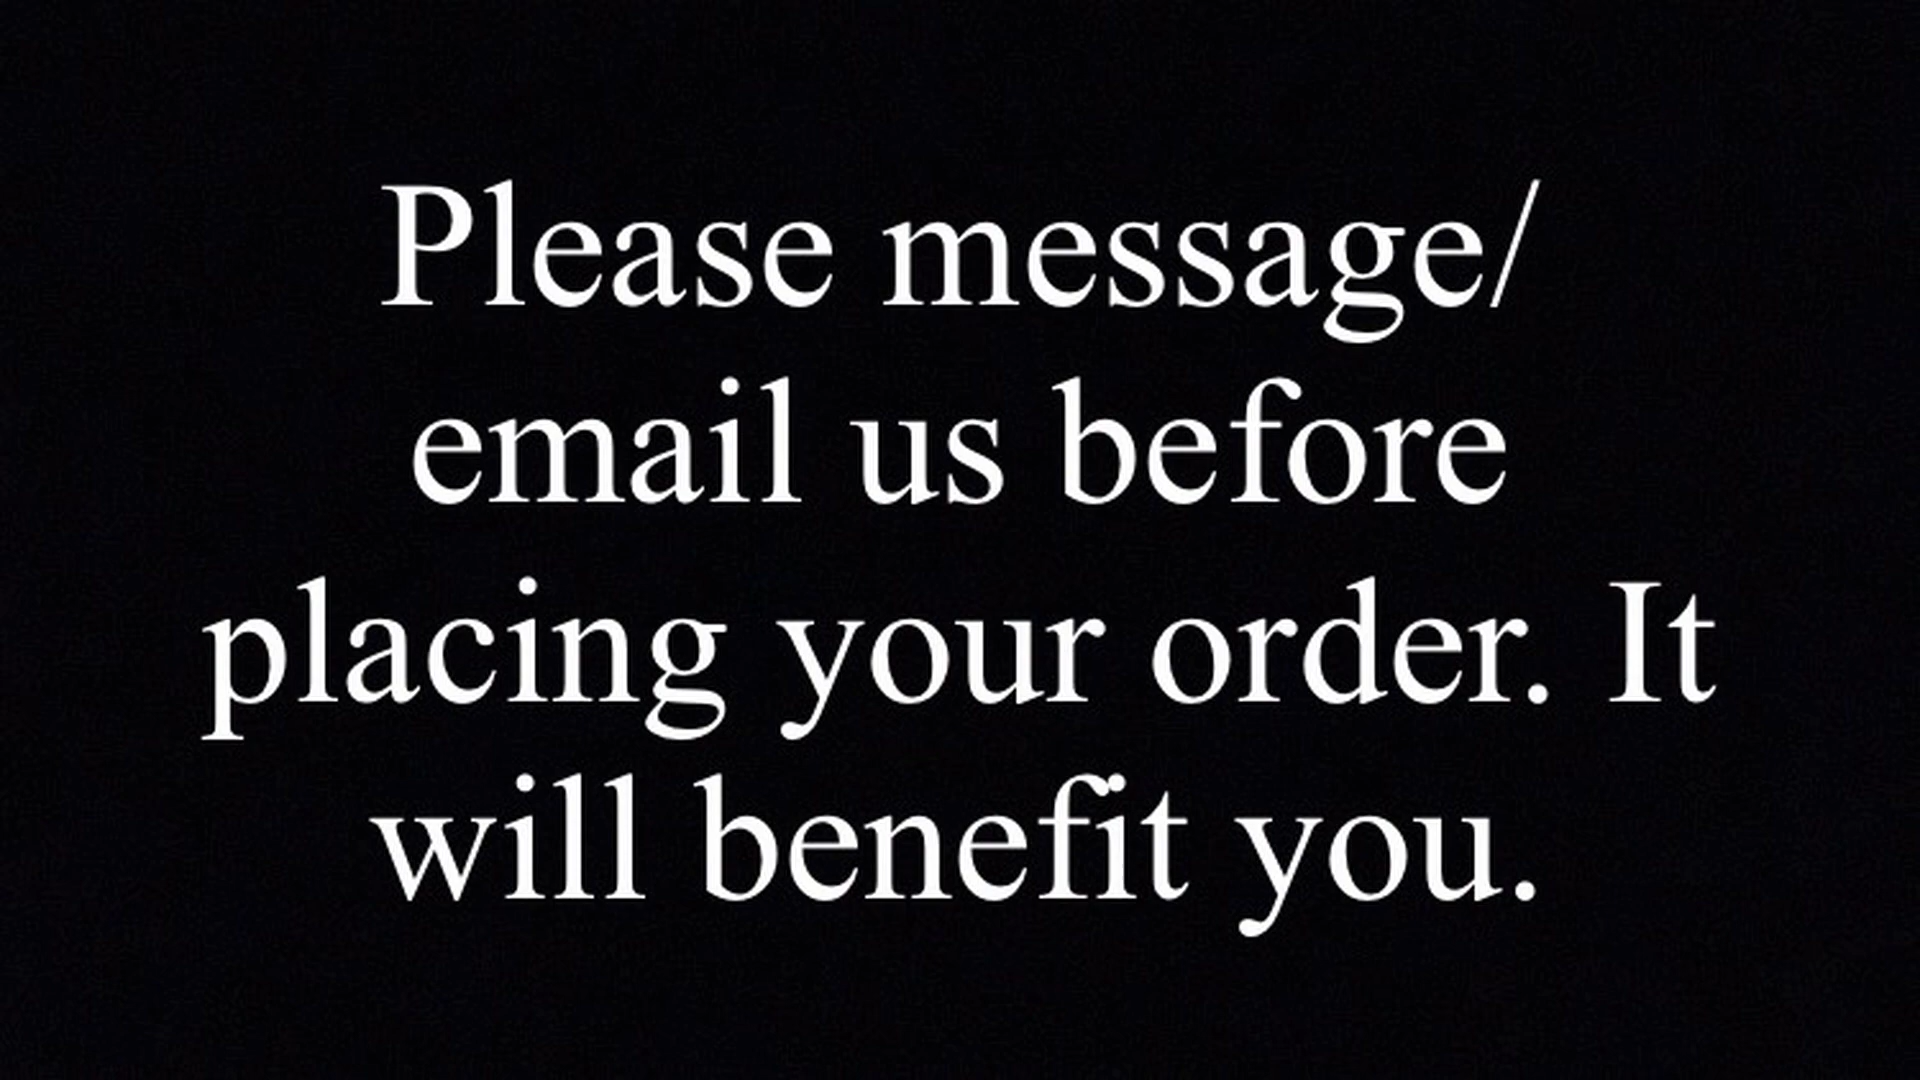 Please message/
email us before
placing your order. It
will benefit you.